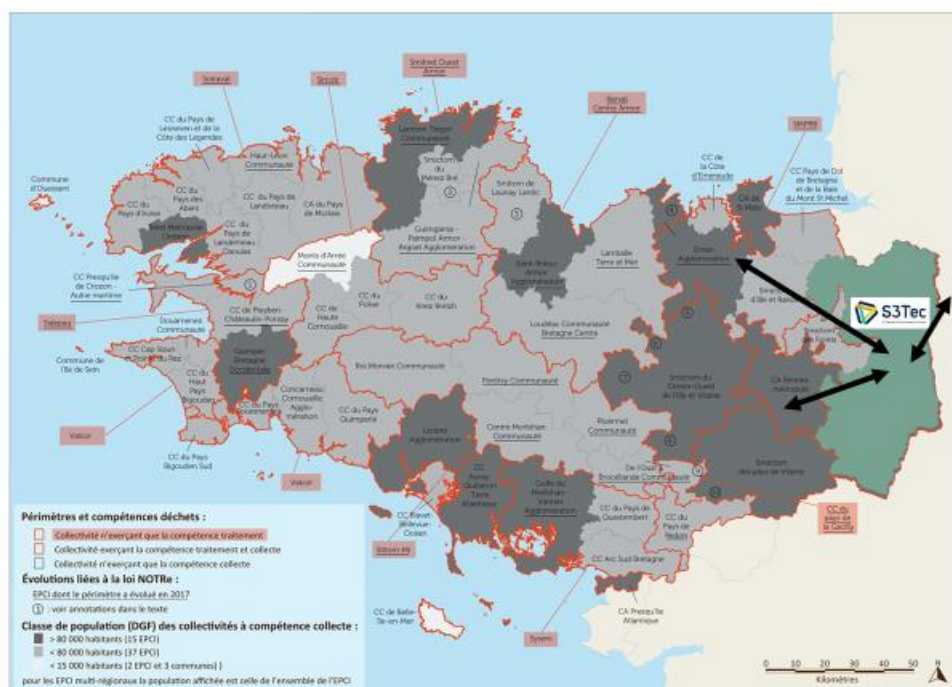 Smitred Ouest
Armor
Sitraval
Sircob
Kerval
Centre Armor
SMPRB
CC du Pays de
Lesneven et de la
Côte des Légendes
Lannion Trégor
Communauté
Haut-Léon
Communauté
Smictom
du
Menez Bré
②
Smitom de
Launay Lantic
③
CC de
la Côte
d'Emeraude
CC Pays de Dol
de Bretagne
et de la Baie
du Mont St Michel
Commune
d'Ouessant
CC du
Pays d'Iroise
CC du
Pays des
Abers
CC du Pays de
Landivisiau
CA du Pays
de Morlaix
CA de
St Malo
Brest Métropole
Océane
CC du
Pays de
Landerneau
Daoulas
Guingamp -
Paimpol Armor -
Argoat Agglomération
Saint Brieuc
Armor
Agglomération
Lamballe
Terre et Mer
Dinan
Agglomération
Monts d'Arrée
Communauté
CC Presqu'île
de Crozon -
Aulne maritime
①
CC de Pleyben-
Châteaulin-Porzay
CC de
Haute
Cornouaille
CC du
Poher
CC du
Kreiz Breizh
Loudéac Communauté
Bretagne Centre
S3Tec
Douarnenez
Communauté
Commune de
l'Île de Sein
CC Cap Sizun
Quimper
Bretagne
Occidentale
Roi Morvan Communauté
Pontivy Communauté
⑦
Smictom du
Centre-Ouest
de l'Ille et Vilaine
CA Rennes
métropole
CC du
Haut
Pays
Bigouden
Concarneau
Cornouaille
Agglo-
mération
CC du Pays
Quimperlé
Lorient
Agglomération
Centre Morbihan
Communauté
Ploërmel
Communauté
De l'Oust à
Brocéliande Communauté
Smictom
des pays de Vilaine
Valcor
CC du Pays
Bigouden Sud
Valcor
CC
Auray
Quiberon
Terre
Atlantique
Golfe du
Morbihan
Vannes
Agglomération
CC du Pays de
Questembert
CC du
Pays de
Redon
CC du
pays de
la Gacilly
CC Blavet-
Bellevue-
Océan
CC Arc Sud Bretagne
CC de Belle-
Île-en-Mer
CA Presqu'île
Atlantique
Sysem
Périmètres et compétences déchets :
Collectivité n'exerçant que la compétence traitement
Collectivité exerçant la compétence traitement et collecte
Collectivité n'exerçant que la compétence collecte
Évolutions liées à la loi NOTRe :
EPCI dont le périmètre a évolué en 2017
① : voir annotations dans le texte
Classe de population (DGF) des collectivités à compétence collecte :
> 80 000 habitants (15 EPCI)
< 80 000 habitants (37 EPCI)
< 15 000 habitants (2 EPCI et 3 communes) )
pour les EPCI multi-régionaux la population affichée est celle de l'ensemble de l'EPCI
0 10 20 30 40 50
Kilomètres
N